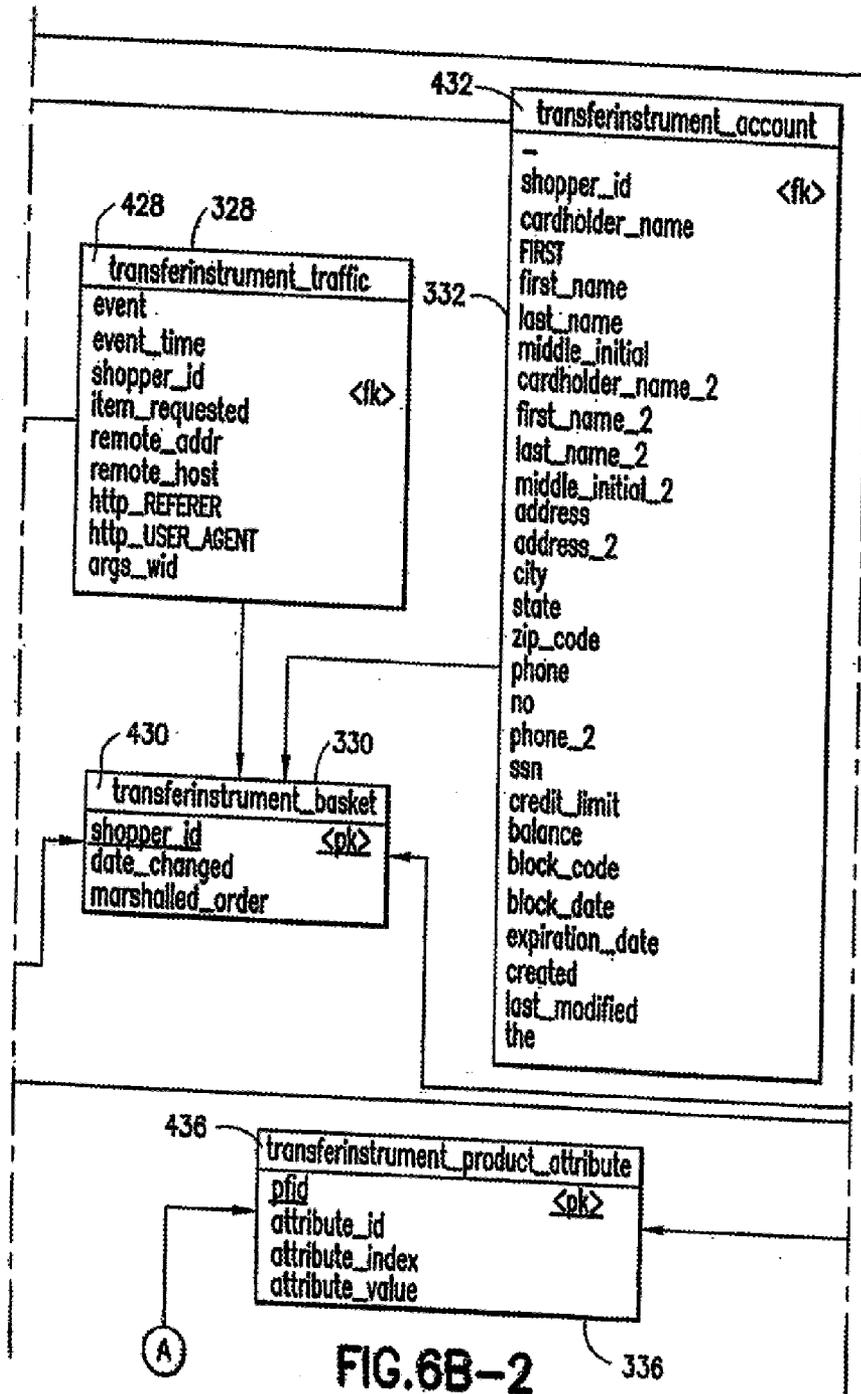 432
transferinstrument_account
–
shopper_id <fk>
cardholder_name
FIRST
first_name
last_name
middle_initial
cardholder_name_2
first_name_2
last_name_2
middle_initial_2
address
address_2
city
state
zip_code
phone
no
phone_2
ssn
credit_limit
balance
block_code
block_date
expiration_date
created
last_modified
the
332
428
328
transferinstrument_traffic
event
event_time
shopper_id <fk>
item_requested
remote_addr
remote_host
http_REFERER
http_USER_AGENT
args_wid
430
330
transferinstrument_basket
shopper_id <pk>
date_changed
marshalled_order
436
transferinstrument_product_attribute
pfid <pk>
attribute_id
attribute_index
attribute_value
A
336
FIG.6B-2